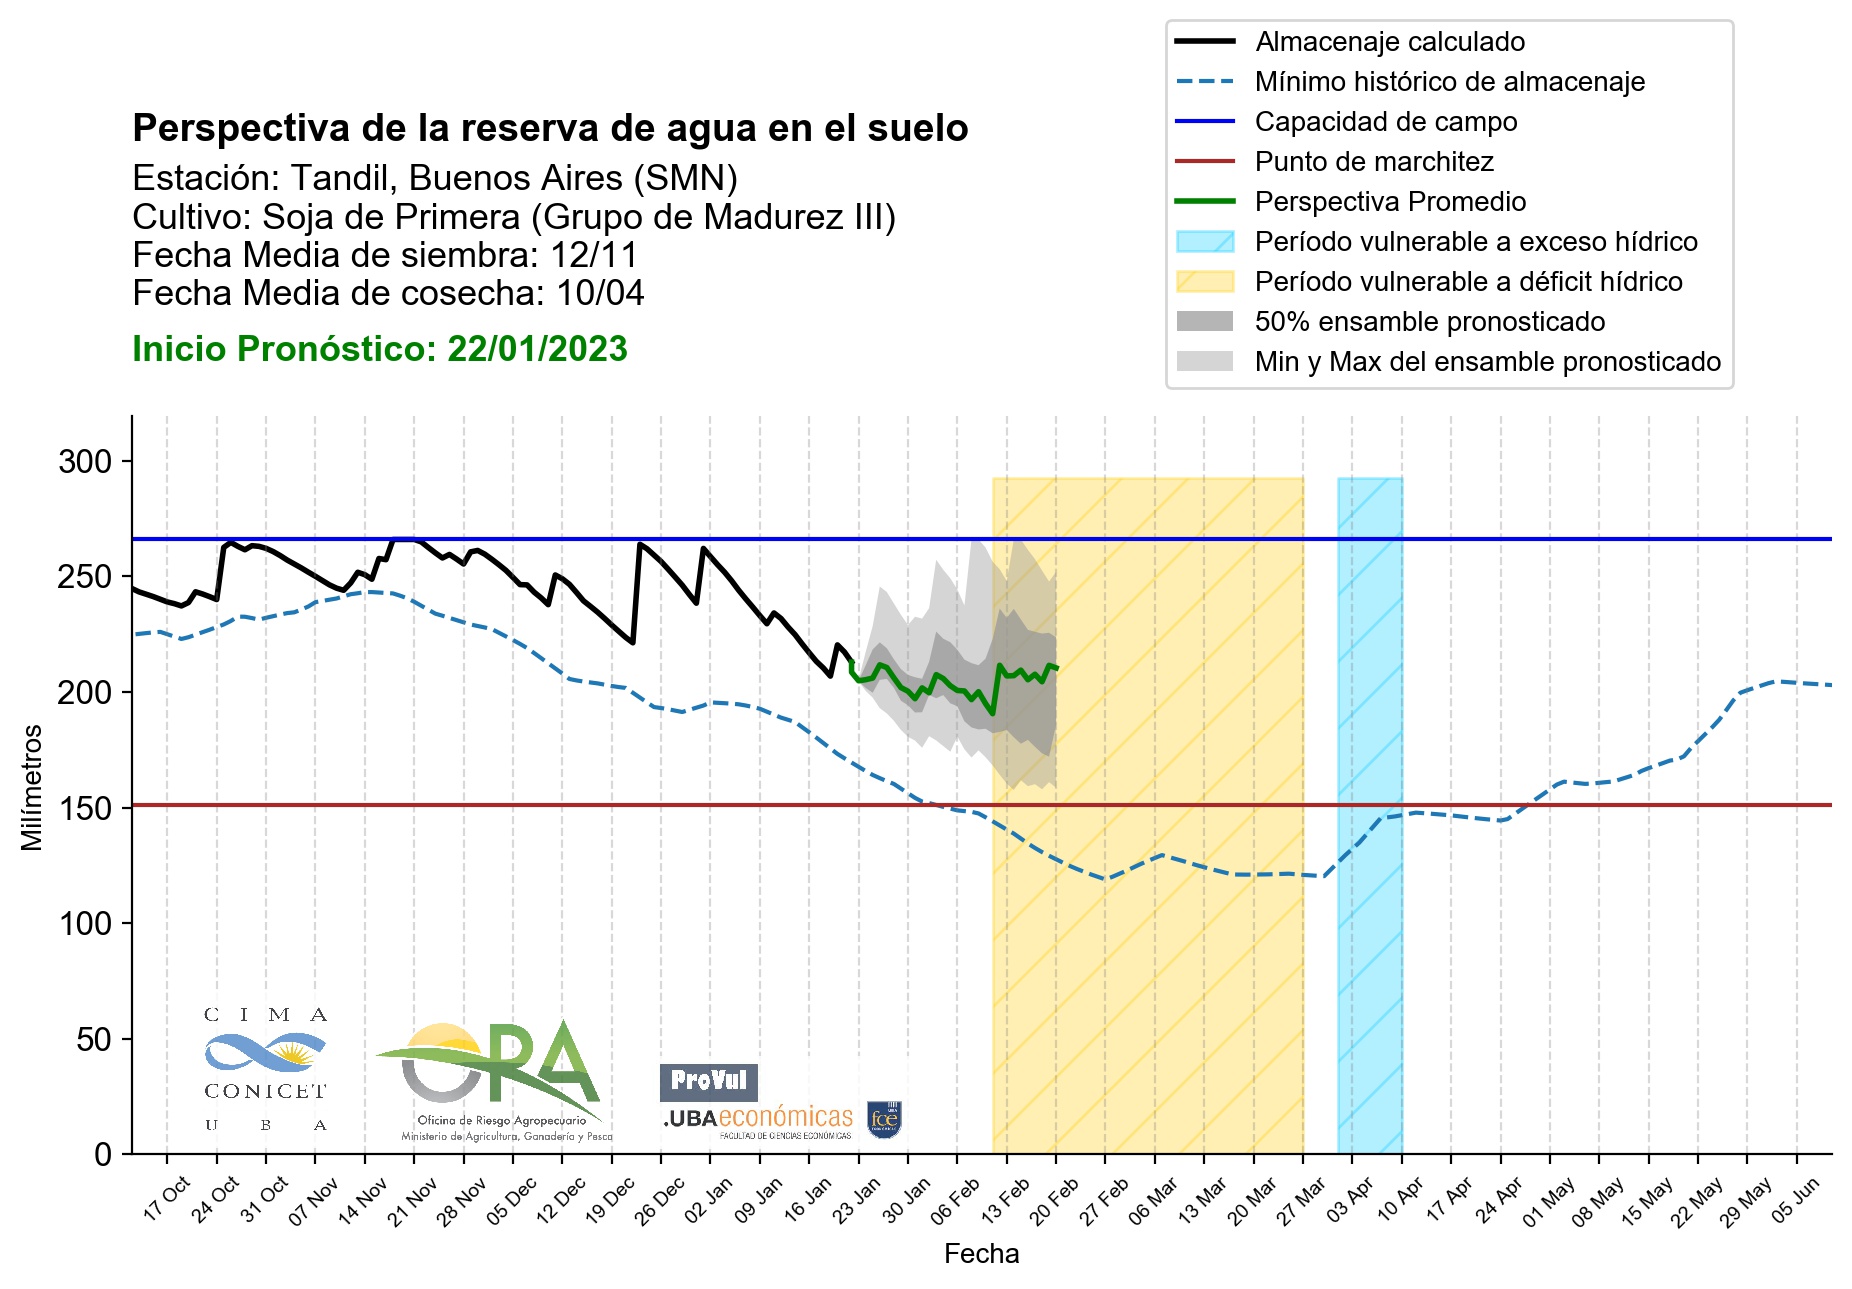 Almacenaje calculado
Mínimo histórico de almacenaje
Capacidad de campo
Punto de marchitez
Perspectiva Promedio
Período vulnerable a exceso hídrico
Período vulnerable a déficit hídrico
50% ensamble pronosticado
Min y Max del ensamble pronosticado
Perspectiva de la reserva de agua en el suelo
Estación: Tandil, Buenos Aires (SMN)
Cultivo: Soja de Primera (Grupo de Madurez III)
Fecha Media de siembra: 12/11
Fecha Media de cosecha: 10/04
Inicio Pronóstico: 22/01/2023
300
250
200
150
100
50
0
Milímetros
C I M A
CONICET
U B A
ORA
Oficina de Riesgo Agropecuario
Ministerio de Agricultura, Ganadería y Pesca
ProVul
.UBAeconómicas
FACULTAD DE CIENCIAS ECONÓMICAS
UBA
fce
ECONÓMICAS
17 Oct
24 Oct
31 Oct
07 Nov
14 Nov
21 Nov
28 Nov
05 Dec
12 Dec
19 Dec
26 Dec
02 Jan
09 Jan
16 Jan
23 Jan
30 Jan
06 Feb
13 Feb
20 Feb
27 Feb
06 Mar
13 Mar
20 Mar
27 Mar
03 Apr
10 Apr
17 Apr
24 Apr
01 May
08 May
15 May
22 May
29 May
05 Jun
Fecha